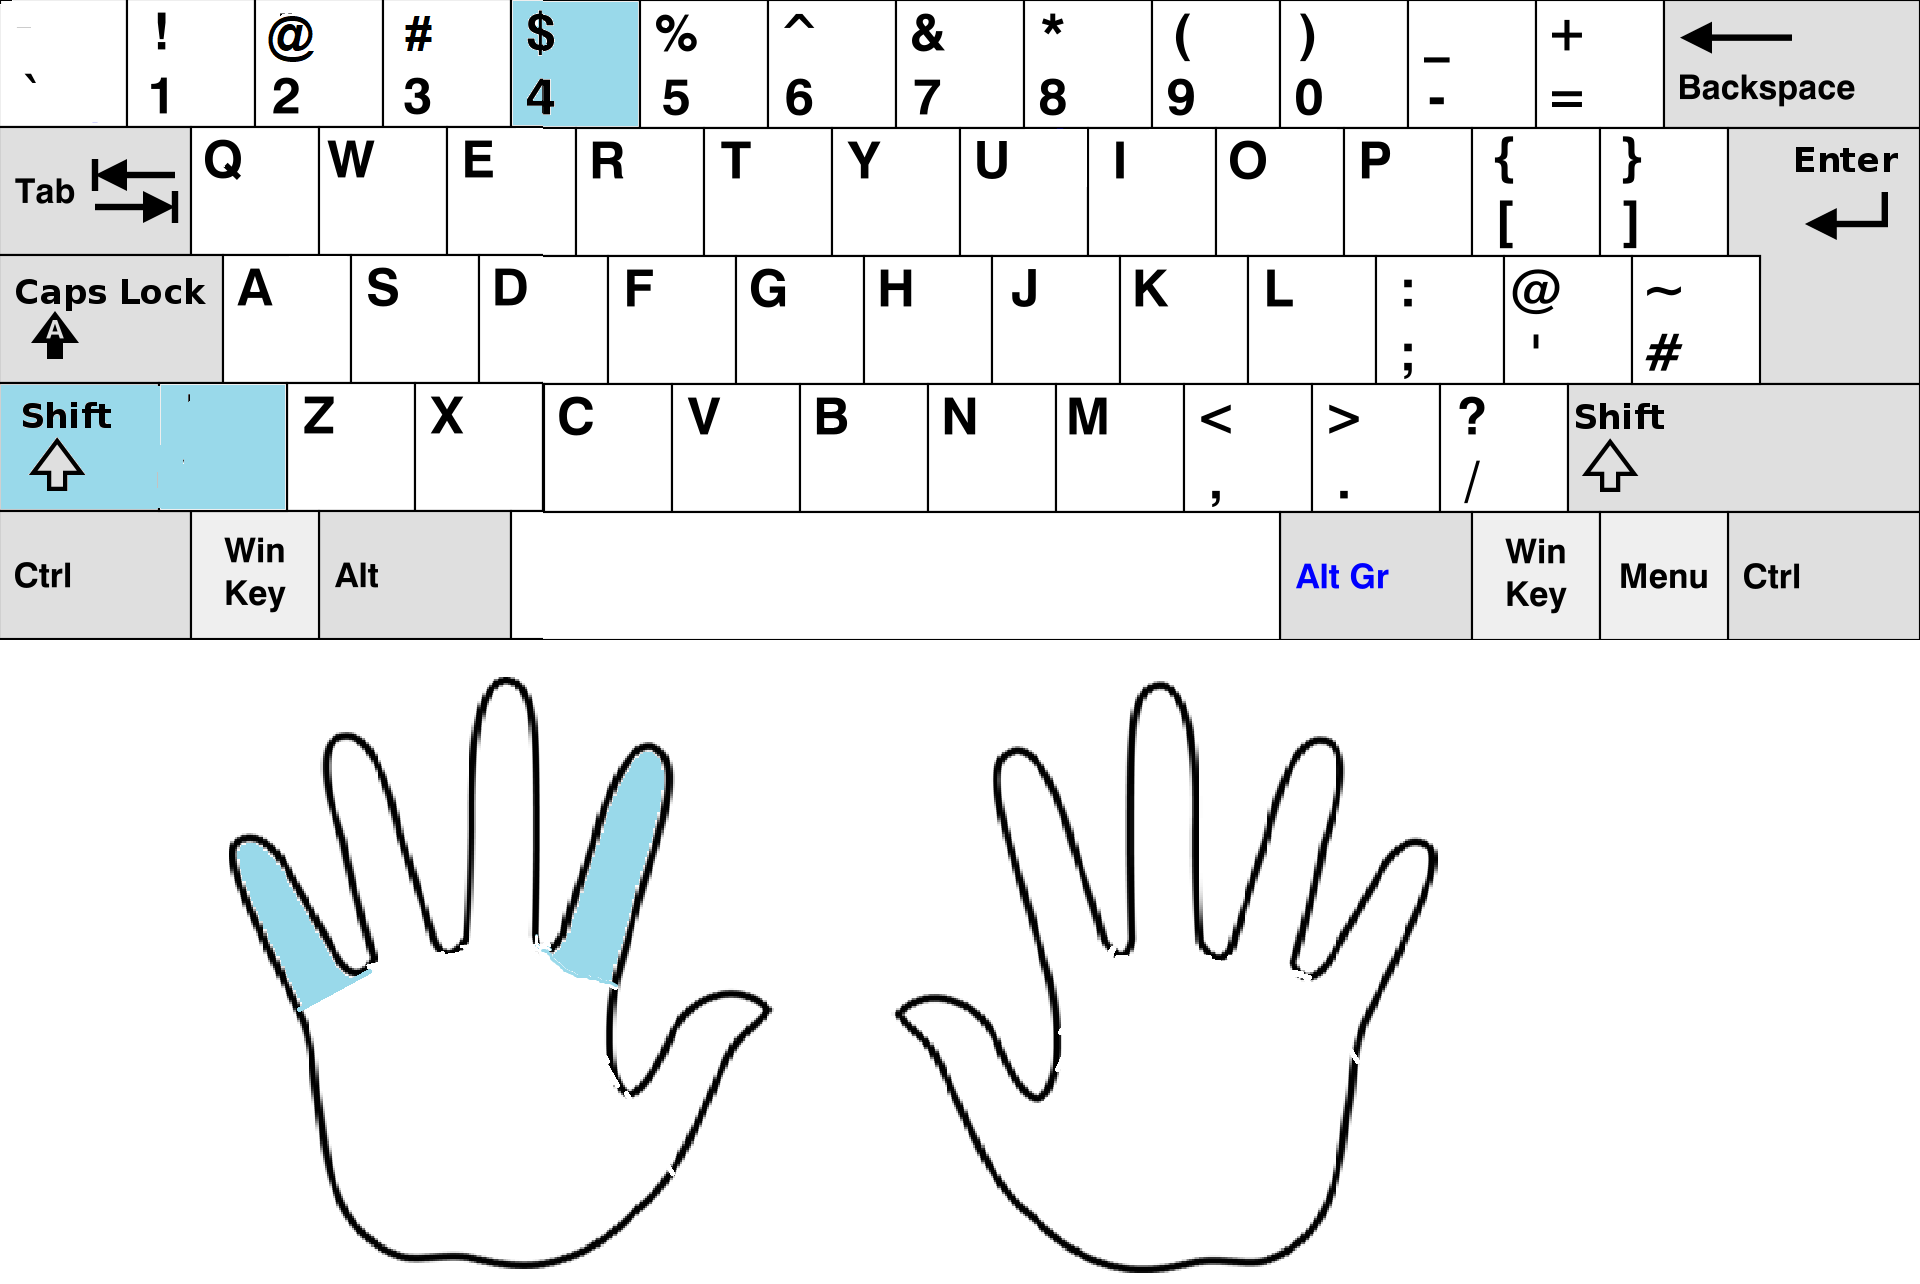 ! @ # $ % ^ & * ( ) _ +
` 1 2 3 4 5 6 7 8 9 0 - = Backspace
Tab Q W E R T Y U I O P { } Enter
[ ]
Caps Lock A S D F G H J K L : @ ~
A ; ' #
Shift Z X C V B N M < > ? Shift
, . /
Ctrl Win Key Alt Alt Gr Win Key Menu Ctrl